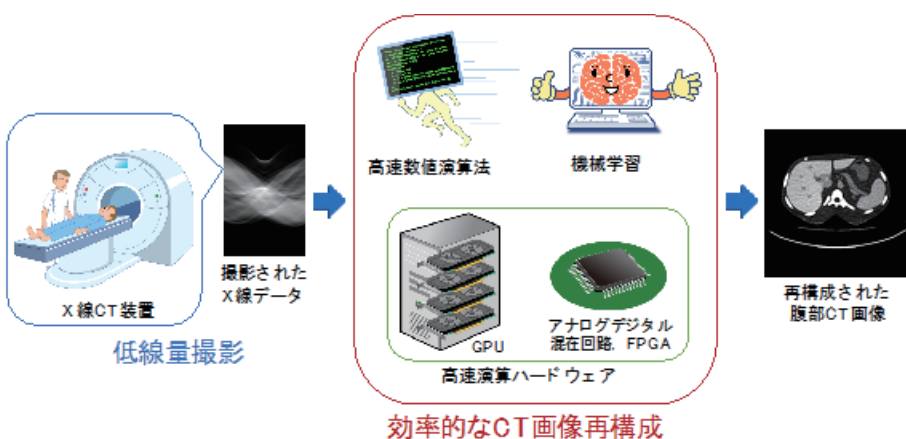 高速数値演算法
機械学習
X線CT装置
撮影された
X線データ
低線量撮影
GPU
アナログデジタル
混在回路，FPGA
高速演算ハードウェア
効率的なCT画像再構成
再構成された
腹部CT画像